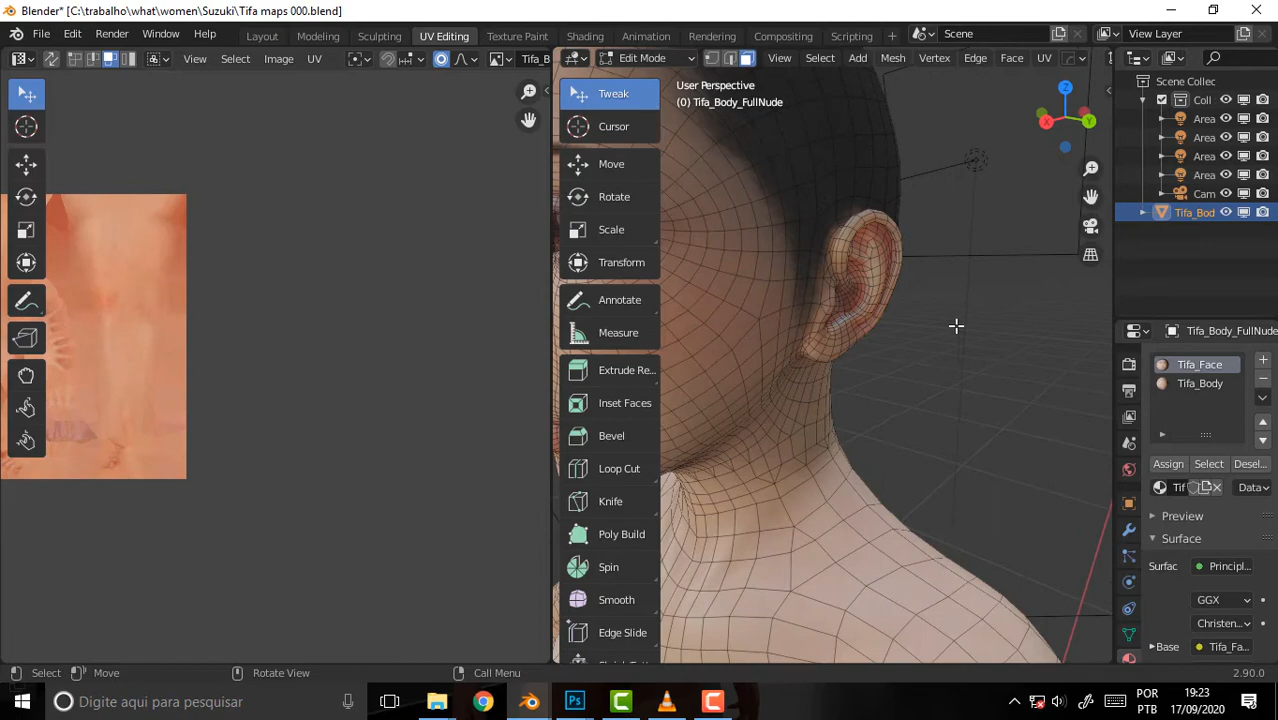 Blender* [C:\trabalho\what\women\Suzuki\Tifa maps 000.blend]
File Edit Render Window Help Layout Modeling Sculpting UV Editing Texture Paint Shading Animation Rendering Compositing Scripting + Scene View Layer
View Select Image UV Tifa_B Edit Mode View Select Add Mesh Vertex Edge Face UV
User Perspective
(0) Tifa_Body_FullNude
Tweak
Cursor
Move
Rotate
Scale
Transform
Annotate
Measure
Extrude Re...
Inset Faces
Bevel
Loop Cut
Knife
Poly Build
Spin
Smooth
Edge Slide
Z
X
Y
Scene Collec
Coll
Area
Area
Area
Area
Cam
Tifa_Bod
Tifa_Body_FullNude
Tifa_Face
Tifa_Body
Assign Select Desel...
Tif Data
Preview
Surface
Surfac Principl...
GGX
Christen...
Base Tifa_Fa...
Select Move Rotate View Call Menu 2.90.0
Digite aqui para pesquisar
POR
PTB
19:23
17/09/2020